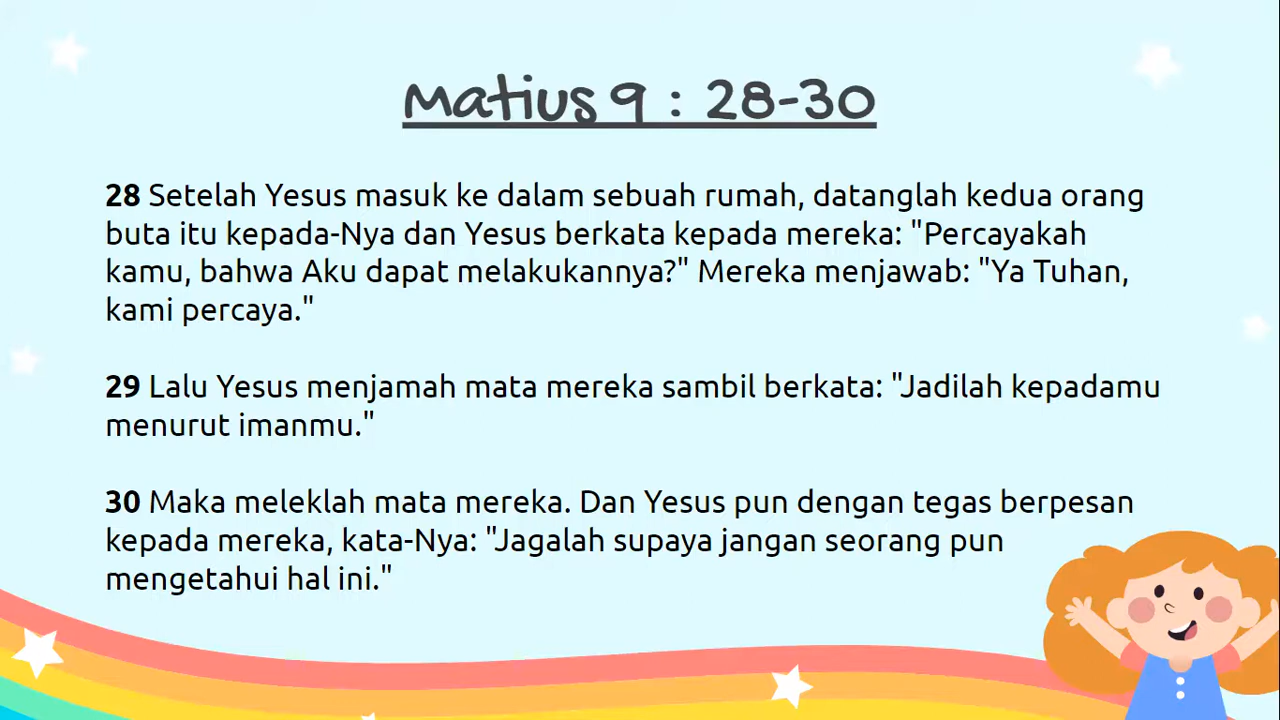 Matius 9 : 28-30
28 Setelah Yesus masuk ke dalam sebuah rumah, datanglah kedua orang
buta itu kepada-Nya dan Yesus berkata kepada mereka: "Percayakah
kamu, bahwa Aku dapat melakukannya?" Mereka menjawab: "Ya Tuhan,
kami percaya."
29 Lalu Yesus menjamah mata mereka sambil berkata: "Jadilah kepadamu
menurut imanmu."
30 Maka meleklah mata mereka. Dan Yesus pun dengan tegas berpesan
kepada mereka, kata-Nya: "Jagalah supaya jangan seorang pun
mengetahui hal ini."